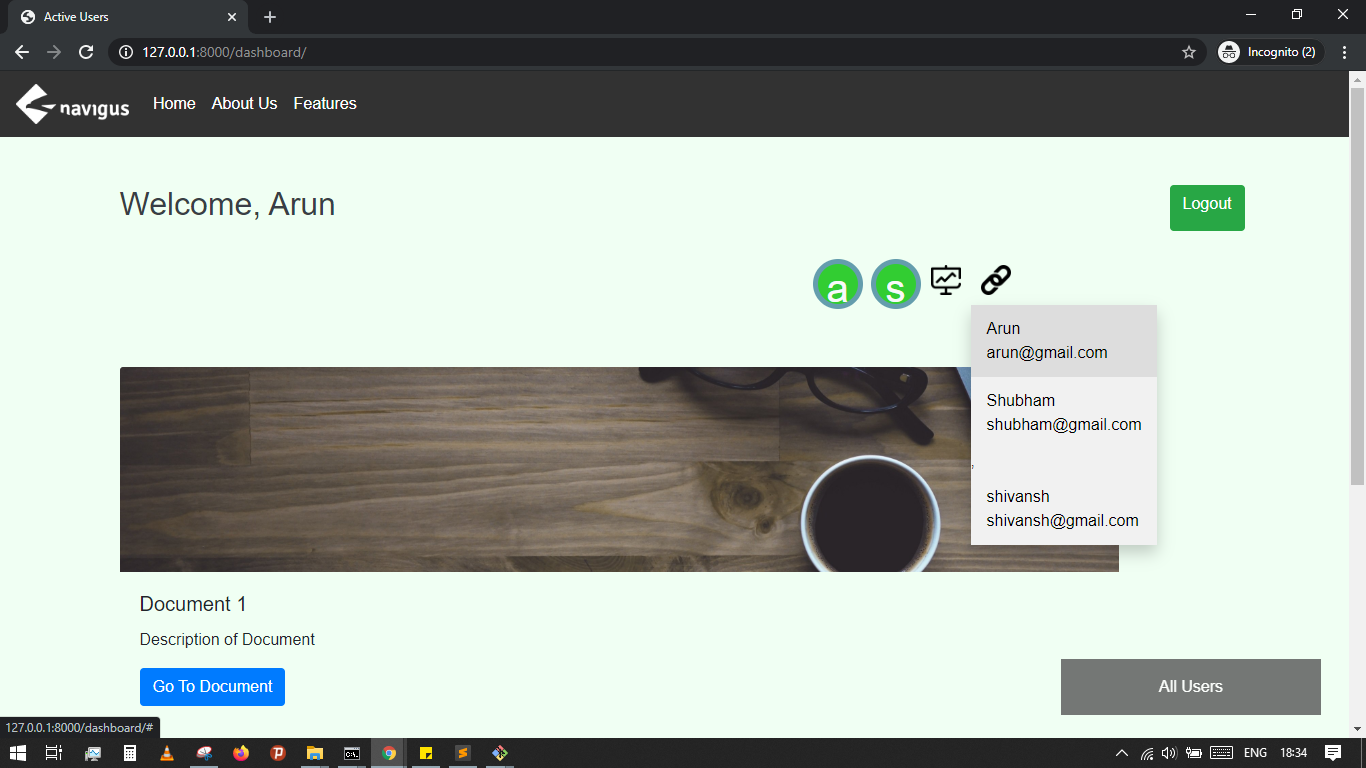 Active Users
127.0.0.1:8000/dashboard/
Incognito (2)
navigus
Home
About Us
Features
Welcome, Arun
Logout
a
s
Arun
arun@gmail.com
Shubham
shubham@gmail.com
,
shivansh
shivansh@gmail.com
Document 1
Description of Document
Go To Document
All Users
127.0.0.1:8000/dashboard/#
ENG
18:34